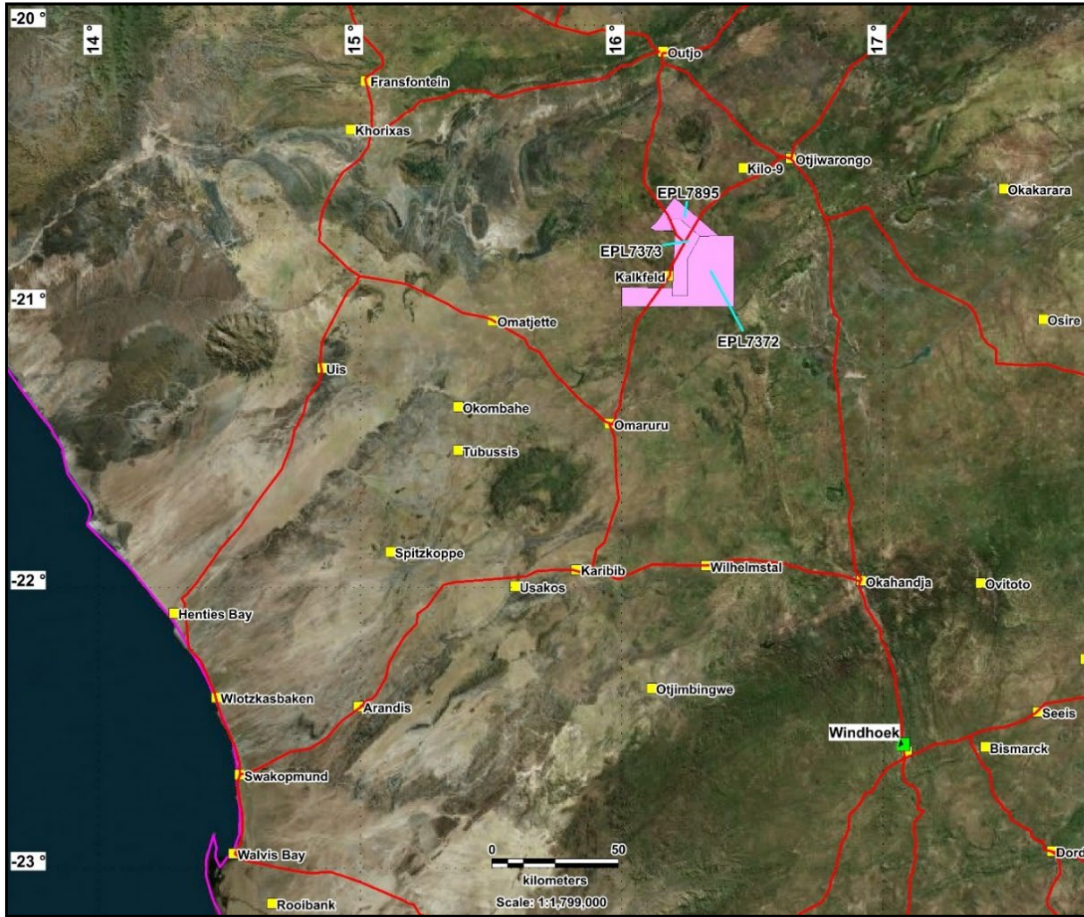 -20 °
14 °
15 °
16 °
17 °
Outjo
Fransfontein
Khorixas
Otjiwarongo
Kilo-9
Okakarara
EPL7895
EPL7373
Kalkfeld
-21 °
Omatjette
Osire
EPL7372
Uis
Okombahe
Omaruru
Tubussis
Spitzkoppe
Karibib
Wilhelmstal
-22 °
Usakos
Okahandja
Ovitoto
Henties Bay
Otjimbingwe
Wlotzkasbaken
Arandis
Seeis
Windhoek
Bismarck
Swakopmund
-23 °
Walvis Bay
0
50
kilometers
Scale: 1:1,799,000
Dord
Rooibank